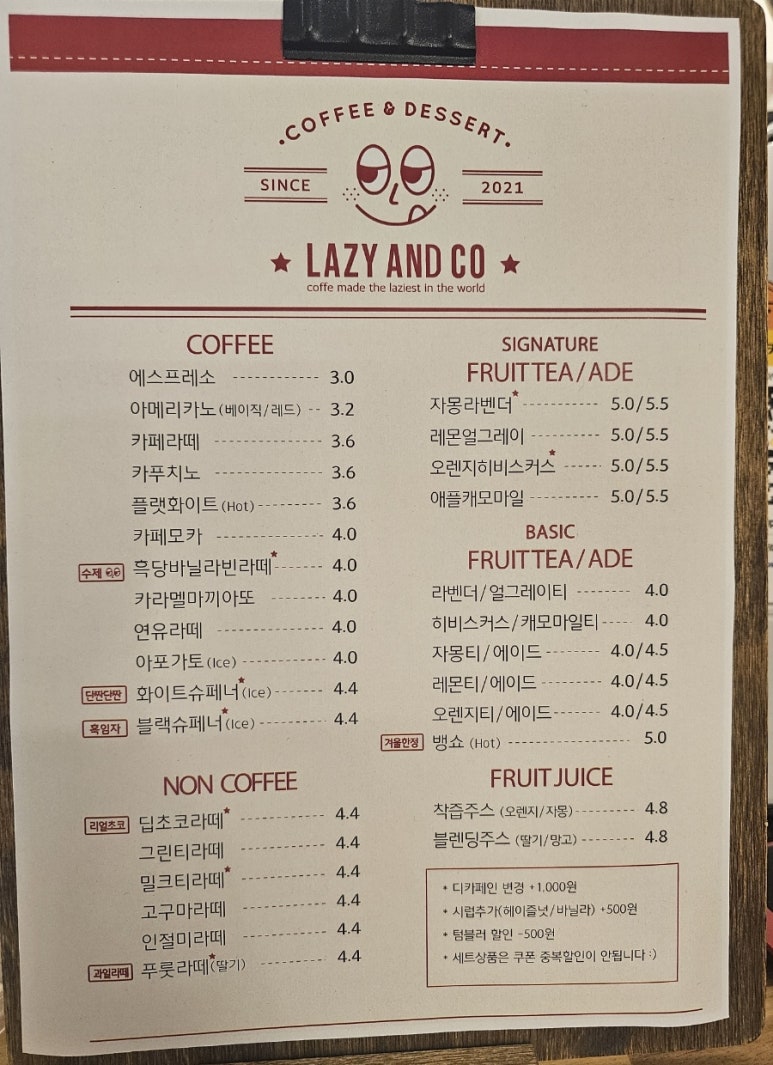 COFFEE & DESSERT
SINCE
2021
★ LAZY AND CO ★
coffe made the laziest in the world
COFFEE
에스프레소 3.0
아메리카노(베이직/레드) 3.2
카페라떼 3.6
카푸치노 3.6
플랫화이트(Hot) 3.6
카페모카 4.0
수제 흑당바닐라빈라떼★ 4.0
카라멜마끼아또 4.0
연유라떼 4.0
아포가토(Ice) 4.0
단짠단짠 화이트슈페너★(Ice) 4.4
흑임자 블랙슈페너★(Ice) 4.4
NON COFFEE
리얼초코 딥초코라떼★ 4.4
그린티라떼 4.4
밀크티라떼★ 4.4
고구마라떼 4.4
인절미라떼 4.4
과일라떼 푸룻라떼★(딸기) 4.4
SIGNATURE
FRUIT TEA / ADE
자몽라벤더★ 5.0/5.5
레몬얼그레이 5.0/5.5
오렌지히비스커스★ 5.0/5.5
애플캐모마일 5.0/5.5
BASIC
FRUIT TEA / ADE
라벤더/얼그레이티 4.0
히비스커스/캐모마일티 4.0
자몽티/에이드 4.0/4.5
레몬티/에이드 4.0/4.5
오렌지티/에이드 4.0/4.5
겨울한정 뱅쇼 (Hot) 5.0
FRUIT JUICE
착즙주스 (오렌지/자몽) 4.8
블렌딩주스 (딸기/망고) 4.8
* 디카페인 변경 +1,000원
* 시럽추가(헤이즐넛/바닐라) +500원
* 텀블러 할인 -500원
* 세트상품은 쿠폰 중복할인이 안됩니다 :)